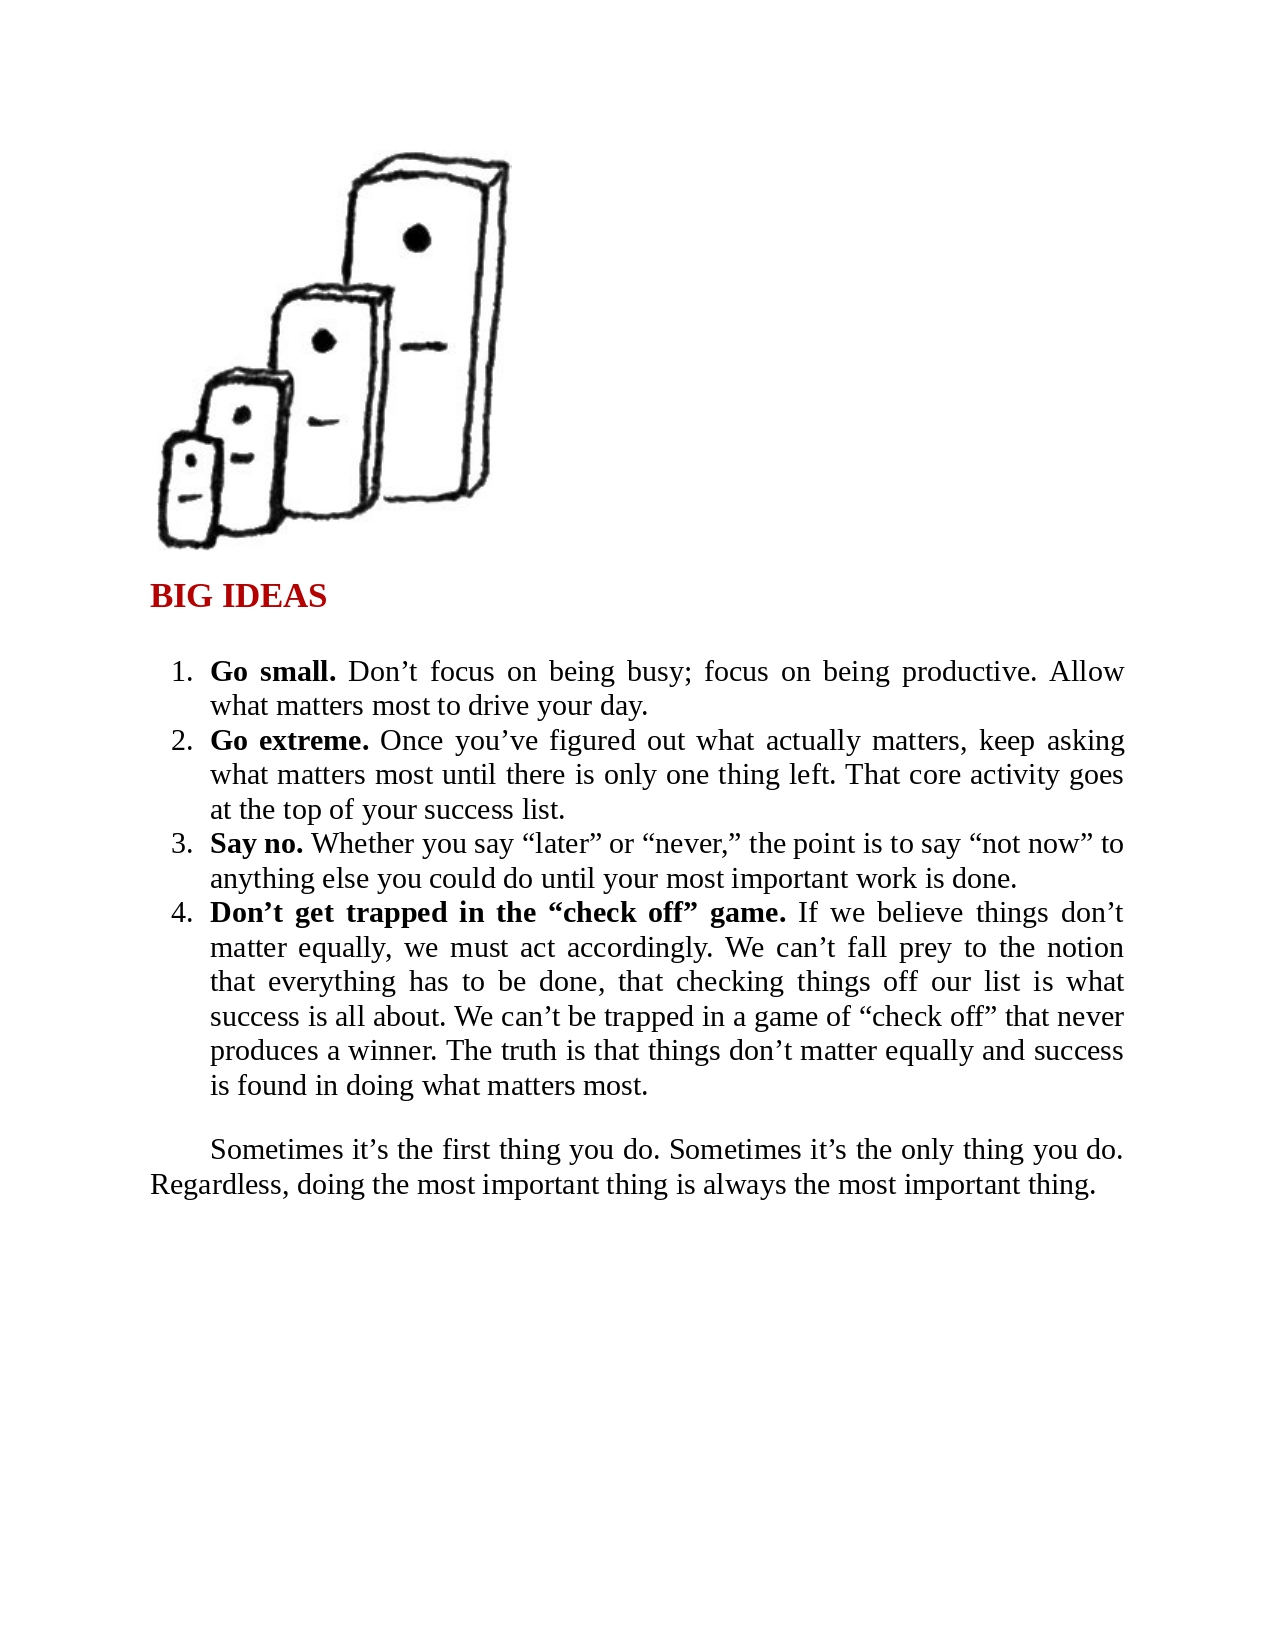 BIG IDEAS
1. Go small. Don’t focus on being busy; focus on being productive. Allow
what matters most to drive your day.
2. Go extreme. Once you’ve figured out what actually matters, keep asking
what matters most until there is only one thing left. That core activity goes
at the top of your success list.
3. Say no. Whether you say “later” or “never,” the point is to say “not now” to
anything else you could do until your most important work is done.
4. Don’t get trapped in the “check off” game. If we believe things don’t
matter equally, we must act accordingly. We can’t fall prey to the notion
that everything has to be done, that checking things off our list is what
success is all about. We can’t be trapped in a game of “check off” that never
produces a winner. The truth is that things don’t matter equally and success
is found in doing what matters most.
Sometimes it’s the first thing you do. Sometimes it’s the only thing you do.
Regardless, doing the most important thing is always the most important thing.